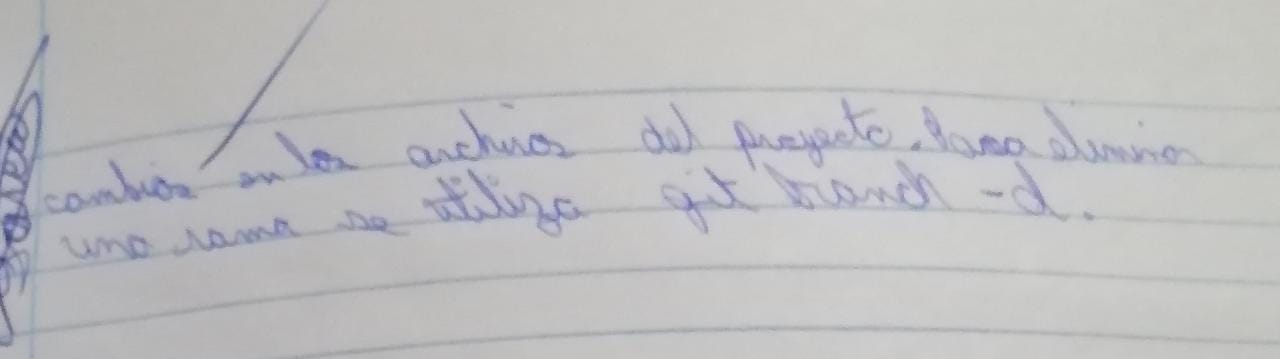 cambios en los archivos del proyecto. Para eliminar
una rama se utiliza git branch -d.